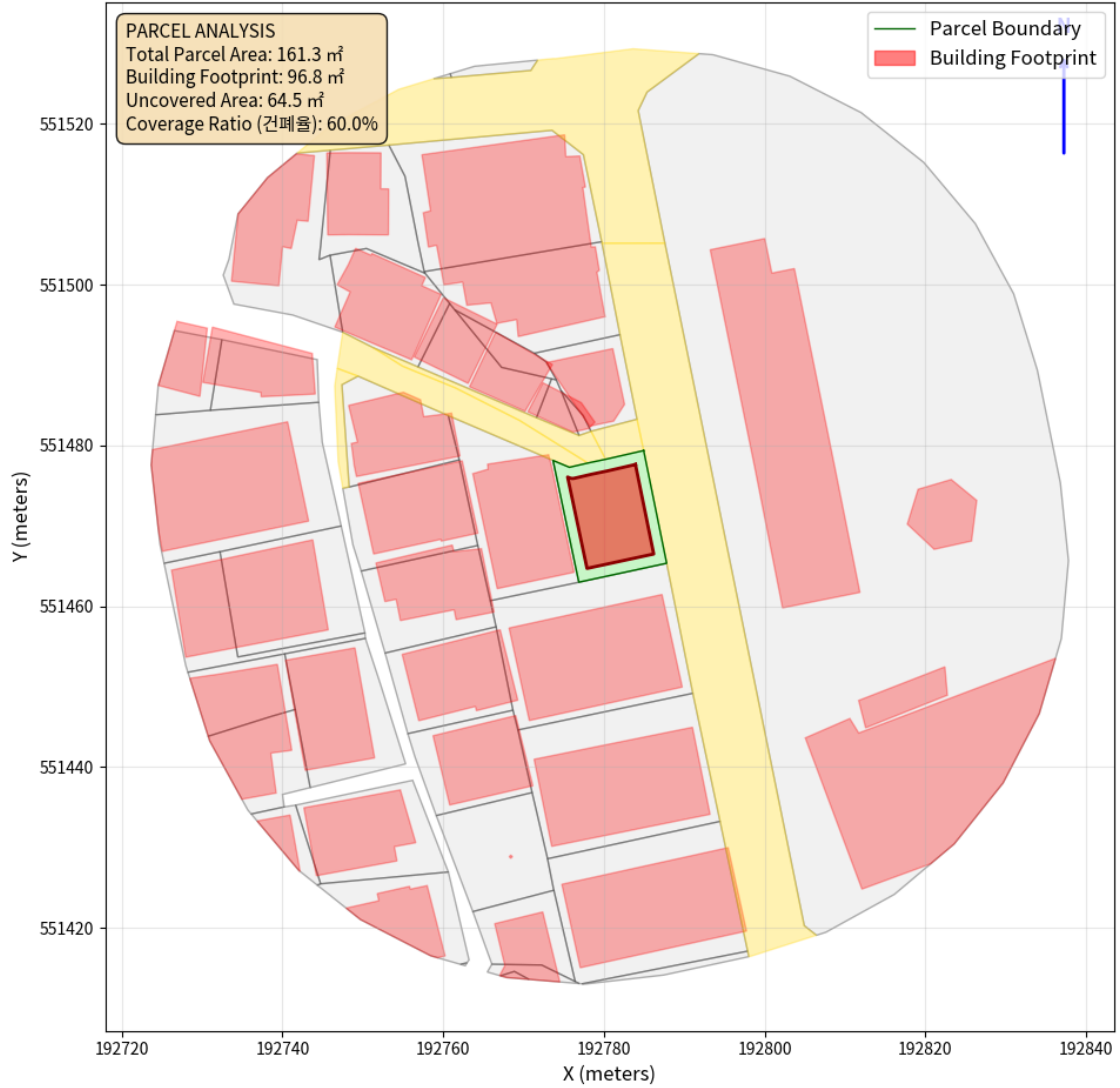 PARCEL ANALYSIS
Total Parcel Area: 161.3 ㎡
Building Footprint: 96.8 ㎡
Uncovered Area: 64.5 ㎡
Coverage Ratio (건폐율): 60.0%
Parcel Boundary
Building Footprint
N
551520
551500
551480
551460
551440
551420
Y (meters)
192720
192740
192760
192780
192800
192820
192840
X (meters)